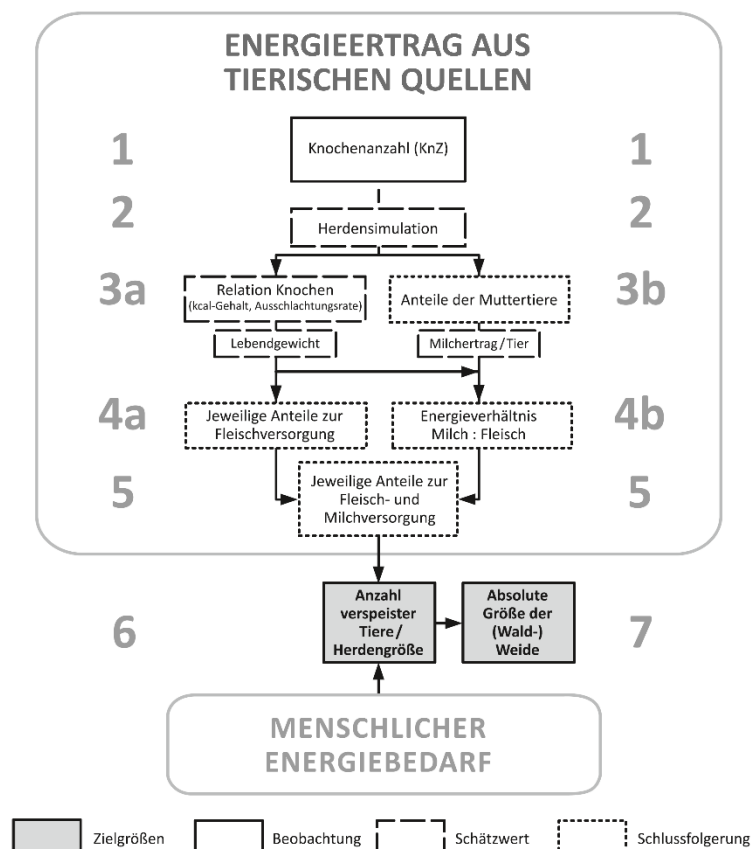 ENERGIEERTRAG AUS
TIERISCHEN QUELLEN
1
Knochenanzahl (KnZ)
1
2
Herdensimulation
2
3a
Relation Knochen
(kcal-Gehalt, Ausschlachtungsrate)
Anteile der Muttertiere
3b
Lebendgewicht
Milchertrag/Tier
4a
Jeweilige Anteile zur
Fleischversorgung
Energieverhältnis
Milch : Fleisch
4b
5
Jeweilige Anteile zur
Fleisch- und
Milchversorgung
5
6
Anzahl
verspeister
Tiere/
Herdengröße
Absolute
Größe der
(Wald-)
Weide
7
MENSCHLICHER
ENERGIEBEDARF
Zielgrößen
Beobachtung
Schätzwert
Schlussfolgerung